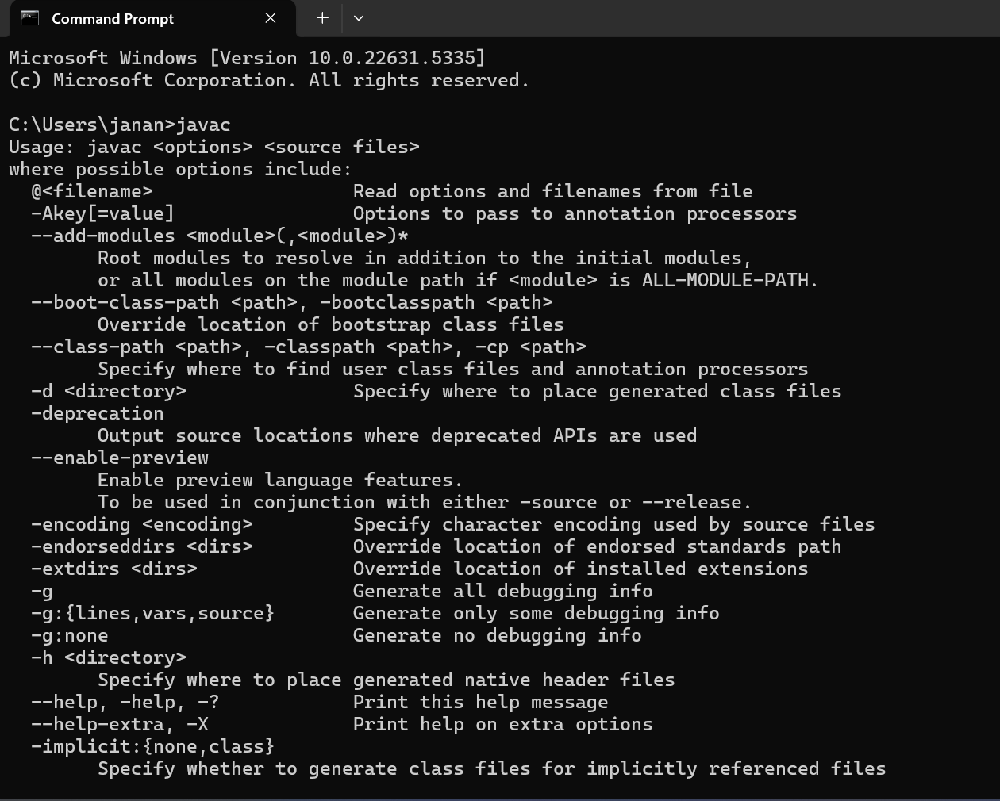 Command Prompt
Microsoft Windows [Version 10.0.22631.5335]
(c) Microsoft Corporation. All rights reserved.

C:\Users\janan>javac
Usage: javac <options> <source files>
where possible options include:
  @<filename>                  Read options and filenames from file
  -Akey[=value]                Options to pass to annotation processors
  --add-modules <module>(,<module>)*
        Root modules to resolve in addition to the initial modules,
        or all modules on the module path if <module> is ALL-MODULE-PATH.
  --boot-class-path <path>, -bootclasspath <path>
        Override location of bootstrap class files
  --class-path <path>, -classpath <path>, -cp <path>
        Specify where to find user class files and annotation processors
  -d <directory>               Specify where to place generated class files
  -deprecation
        Output source locations where deprecated APIs are used
  --enable-preview
        Enable preview language features.
        To be used in conjunction with either -source or --release.
  -encoding <encoding>         Specify character encoding used by source files
  -endorseddirs <dirs>         Override location of endorsed standards path
  -extdirs <dirs>              Override location of installed extensions
  -g                           Generate all debugging info
  -g:{lines,vars,source}       Generate only some debugging info
  -g:none                      Generate no debugging info
  -h <directory>
        Specify where to place generated native header files
  --help, -help, -?            Print this help message
  --help-extra, -X             Print help on extra options
  -implicit:{none,class}
        Specify whether to generate class files for implicitly referenced files